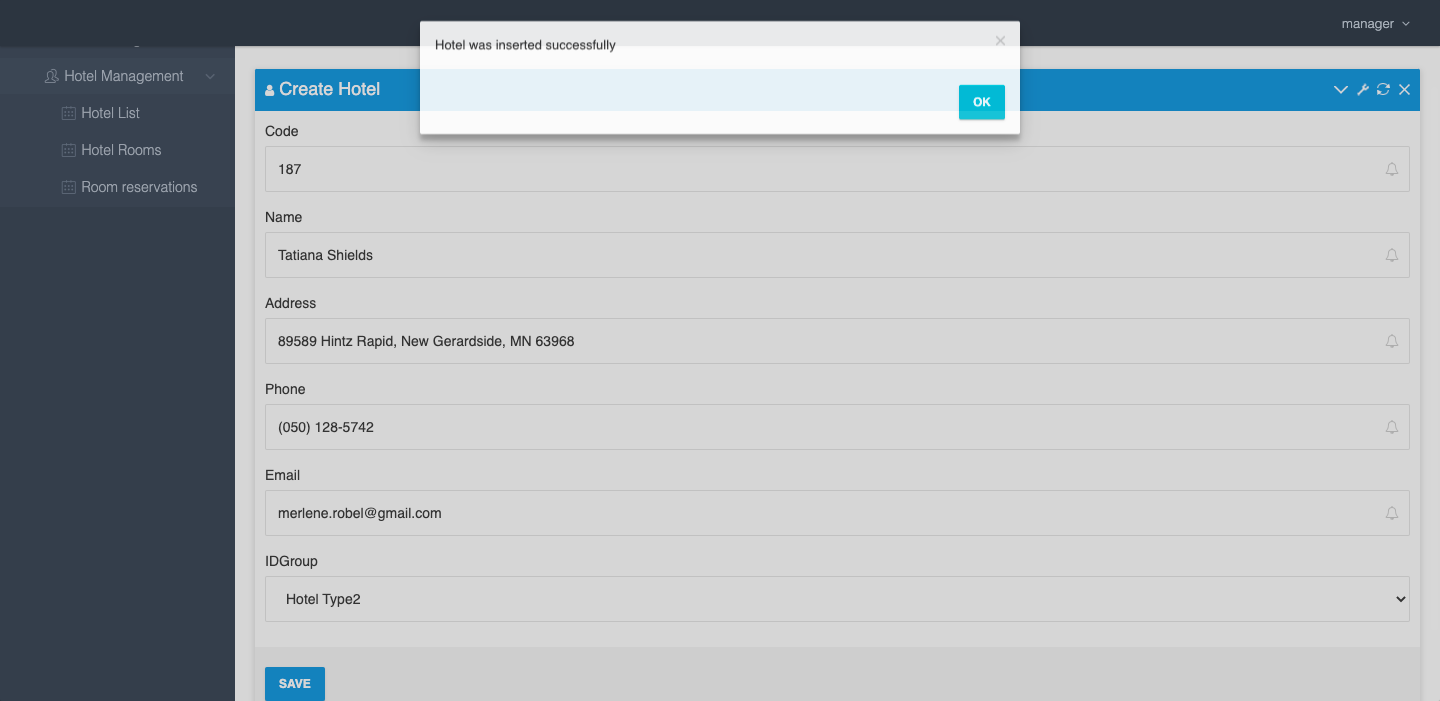 manager
Hotel was inserted successfully
×
OK
Hotel Management
Hotel List
Hotel Rooms
Room reservations
Create Hotel
Code
187
Name
Tatiana Shields
Address
89589 Hintz Rapid, New Gerardside, MN 63968
Phone
(050) 128-5742
Email
merlene.robel@gmail.com
IDGroup
Hotel Type2
SAVE